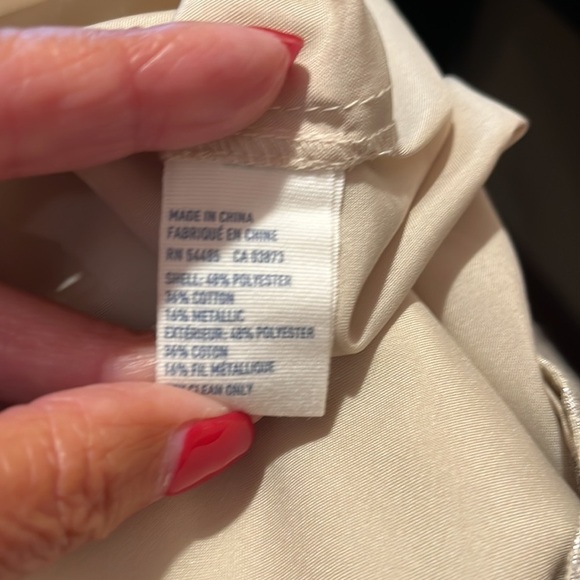 MADE IN CHINA
FABRIQUÉ EN CHINE
RN 54485 CA 03873
SHELL: 48% POLYESTER
36% COTTON
16% METALLIC
EXTÉRIEUR: 48% POLYESTER
36% COTON
16% FIL MÉTALLIQUE
CLEAN ONLY